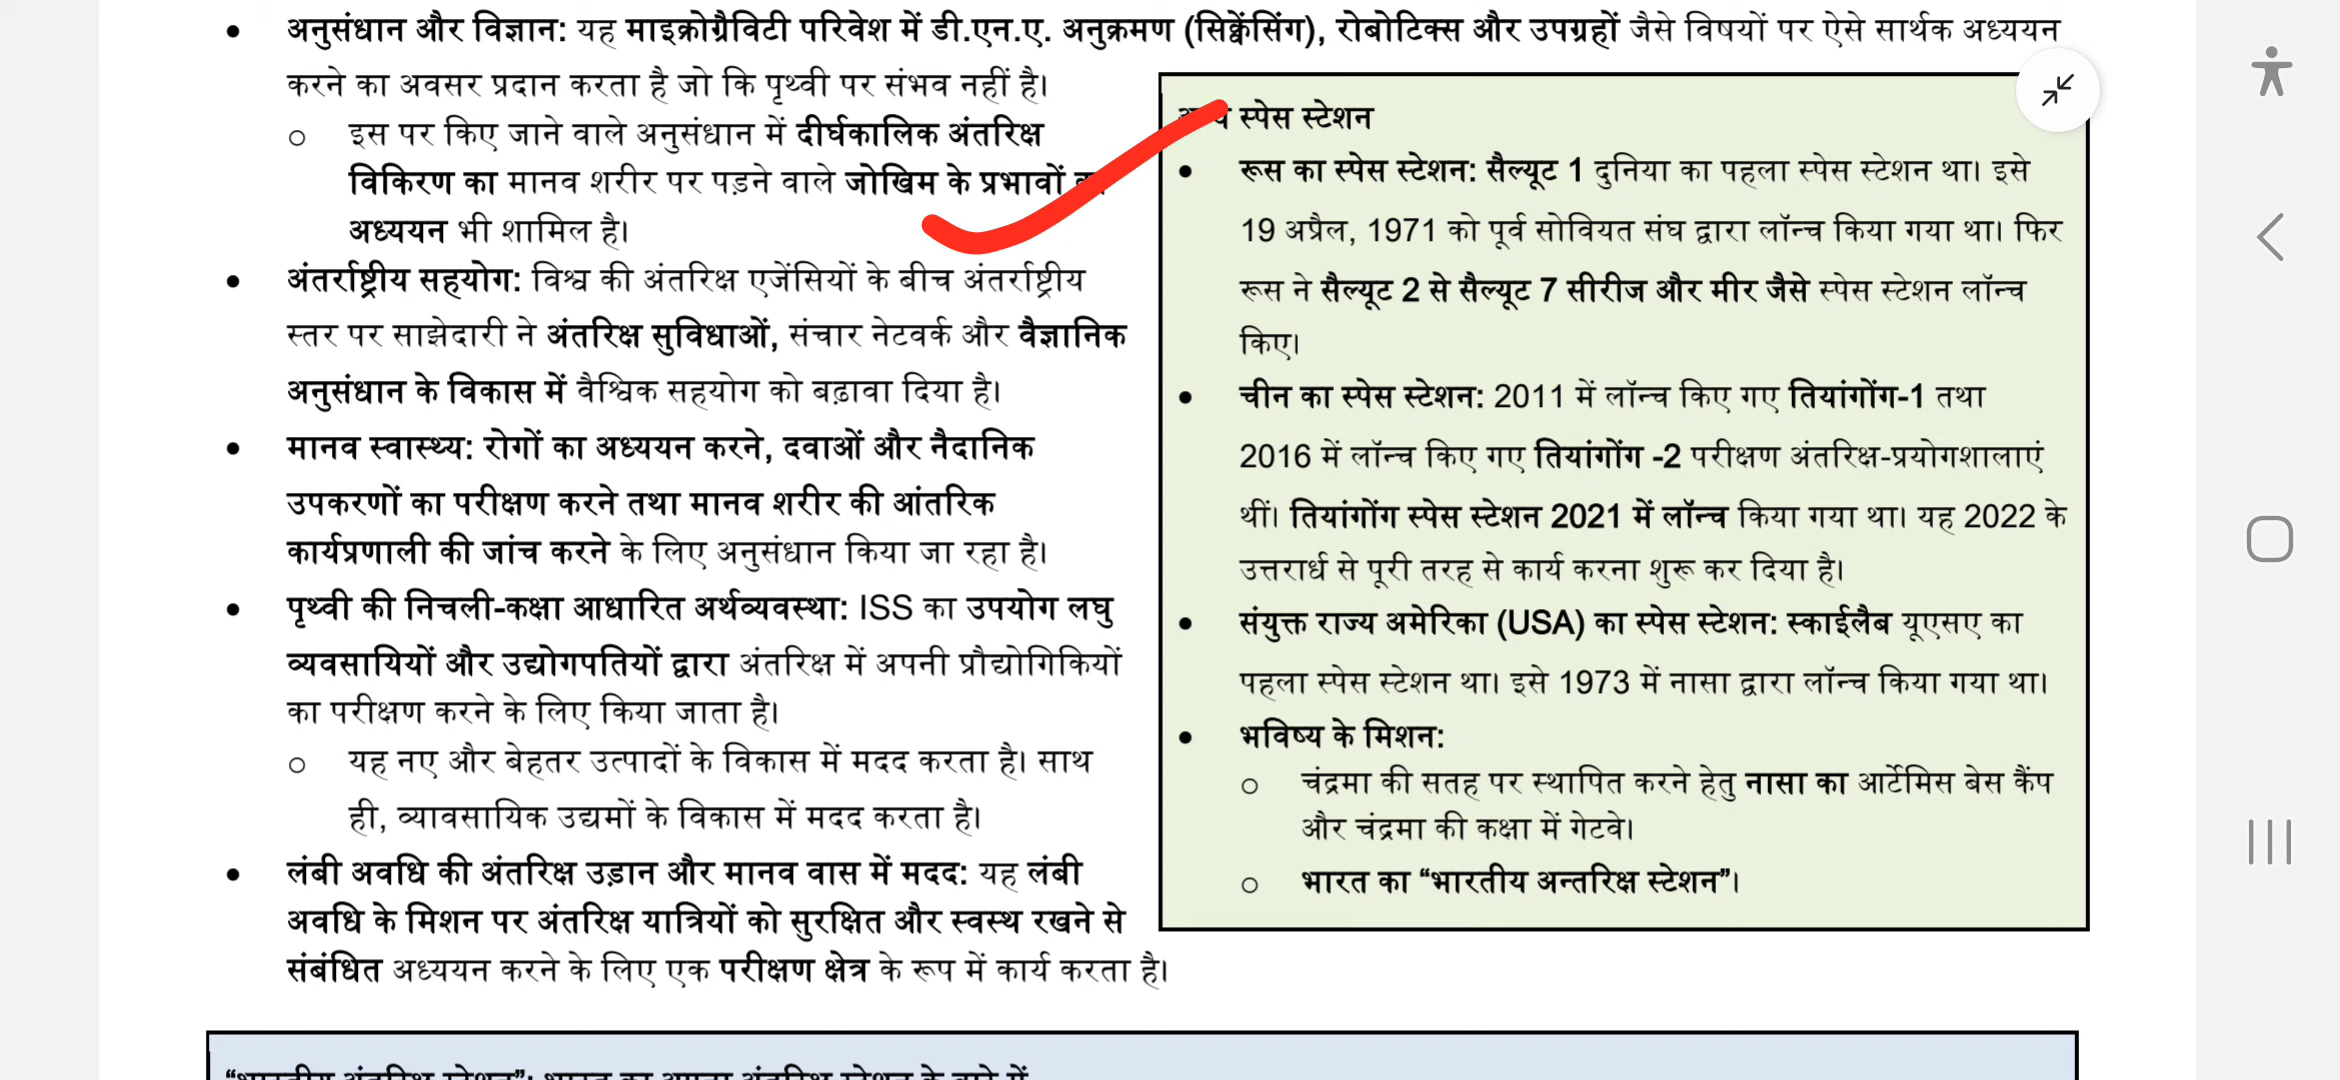 अनुसंधान और विज्ञान: यह माइक्रोग्रैविटी परिवेश में डी.एन.ए. अनुक्रमण (सिक्वेंसिंग), रोबोटिक्स और उपग्रहों जैसे विषयों पर ऐसे सार्थक अध्ययन
करने का अवसर प्रदान करता है जो कि पृथ्वी पर संभव नहीं है।
इस पर किए जाने वाले अनुसंधान में दीर्घकालिक अंतरिक्ष
विकिरण का मानव शरीर पर पड़ने वाले जोखिम के प्रभावों
अध्ययन भी शामिल है।
अंतर्राष्ट्रीय सहयोग: विश्व की अंतरिक्ष एजेंसियों के बीच अंतर्राष्ट्रीय
स्तर पर साझेदारी ने अंतरिक्ष सुविधाओं, संचार नेटवर्क और वैज्ञानिक
अनुसंधान के विकास में वैश्विक सहयोग को बढ़ावा दिया है।
मानव स्वास्थ्य: रोगों का अध्ययन करने, दवाओं और नैदानिक
उपकरणों का परीक्षण करने तथा मानव शरीर की आंतरिक
कार्यप्रणाली की जांच करने के लिए अनुसंधान किया जा रहा है।
पृथ्वी की निचली-कक्षा आधारित अर्थव्यवस्था: ISS का उपयोग लघु
व्यवसायियों और उद्योगपतियों द्वारा अंतरिक्ष में अपनी प्रौद्योगिकियों
का परीक्षण करने के लिए किया जाता है।
यह नए और बेहतर उत्पादों के विकास में मदद करता है। साथ
ही, व्यावसायिक उद्यमों के विकास में मदद करता है।
लंबी अवधि की अंतरिक्ष उड़ान और मानव वास में मदद: यह लंबी
अवधि के मिशन पर अंतरिक्ष यात्रियों को सुरक्षित और स्वस्थ रखने से
संबंधित अध्ययन करने के लिए एक परीक्षण क्षेत्र के रूप में कार्य करता है।
स्पेस स्टेशन
रूस का स्पेस स्टेशन: सैल्यूट 1 दुनिया का पहला स्पेस स्टेशन था। इसे
19 अप्रैल, 1971 को पूर्व सोवियत संघ द्वारा लॉन्च किया गया था। फिर
रूस ने सैल्यूट 2 से सैल्यूट 7 सीरीज और मीर जैसे स्पेस स्टेशन लॉन्च
किए।
चीन का स्पेस स्टेशन: 2011 में लॉन्च किए गए तियांगोंग-1 तथा
2016 में लॉन्च किए गए तियांगोंग -2 परीक्षण अंतरिक्ष-प्रयोगशालाएं
थीं। तियांगोंग स्पेस स्टेशन 2021 में लॉन्च किया गया था। यह 2022 के
उत्तरार्ध से पूरी तरह से कार्य करना शुरू कर दिया है।
संयुक्त राज्य अमेरिका (USA) का स्पेस स्टेशन: स्काईलैब यूएसए का
पहला स्पेस स्टेशन था। इसे 1973 में नासा द्वारा लॉन्च किया गया था।
भविष्य के मिशन:
चंद्रमा की सतह पर स्थापित करने हेतु नासा का आर्टेमिस बेस कैंप
और चंद्रमा की कक्षा में गेटवे।
भारत का “भारतीय अन्तरिक्ष स्टेशन”।